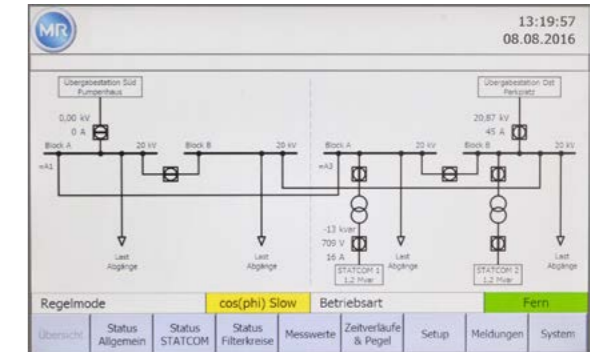 MR
13:19:57
08.08.2016
Übergabestation Süd
Pumpenhaus
Übergabestation Ost
Parkplatz
0,00 kV
0 A
20,87 kV
45 A
Block A
20 kV
Block B
20 kV
Block A
20 kV
Block B
20 kV
=A1
=A3
-13 kvar
709 V
16 A
Last
Abgänge
Last
Abgänge
Last
Abgänge
Last
Abgänge
STATCOM 1
1,2 Mvar
STATCOM 2
1,2 Mvar
Regelmode
cos(phi) Slow
Betriebsart
Fern
Übersicht
Status
Allgemein
Status
STATCOM
Status
Filterkreise
Messwerte
Zeitverläufe
& Pegel
Setup
Meldungen
System